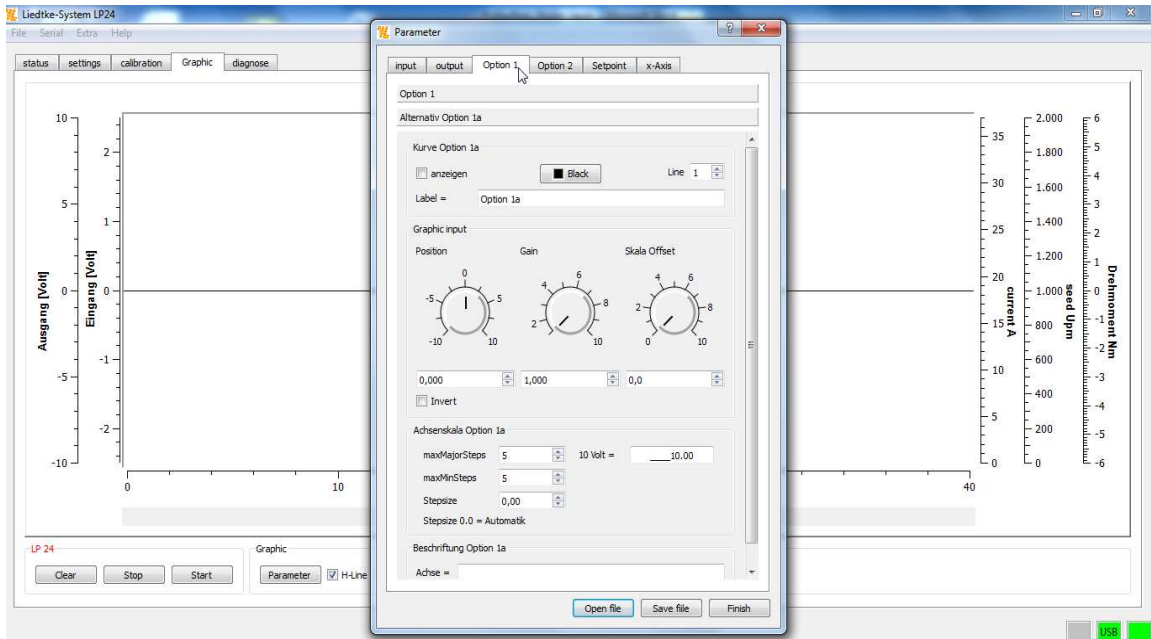 Liedtke-System LP24
File Serial Extra Help
status settings calibration Graphic diagnose
Ausgang [Volt]
10
5
0
-5
-10
Eingang [Volt]
2
1
0
-1
-2
0 10 40
current A
35
30
25
20
15
10
5
0
seed Upm
2.000
1.800
1.600
1.400
1.200
1.000
800
600
400
200
0
Drehmoment Nm
6
5
4
3
2
1
0
-1
-2
-3
-4
-5
-6
LP 24
Clear Stop Start
Graphic
Parameter H-Line
USB
Parameter
input output Option 1 Option 2 Setpoint x-Axis
Option 1
Alternativ Option 1a
Kurve Option 1a
anzeigen Black Line 1
Label = Option 1a
Graphic input
Position Gain Skala Offset
-10 -5 0 5 10
2 4 6 8 10
0 2 4 6 8 10
0,000 1,000 0,0
Invert
Achsenskala Option 1a
maxMajorSteps 5 10 Volt = ____10.00
maxMinSteps 5
Stepsize 0,00
Stepsize 0.0 = Automatik
Beschriftung Option 1a
Achse =
Open file Save fiile Finish